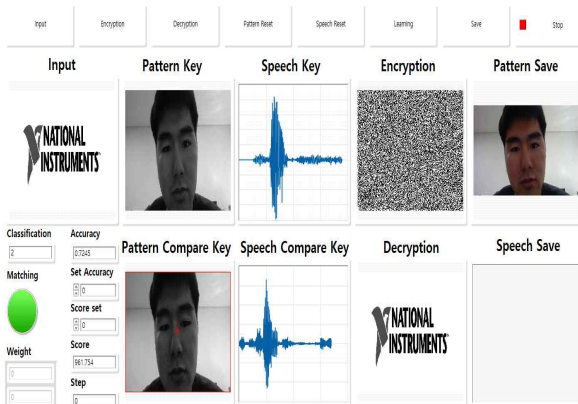 Input
Encryption
Decryption
Pattern Reset
Speech Reset
Learning
Save
Stop
Input
Pattern Key
Speech Key
Encryption
Pattern Save
NATIONAL
INSTRUMENTS
Classification
Accuracy
2
0.7245
Matching
Set Accuracy
0
Score set
0
Score
961.754
Weight
0
0
Step
0
Pattern Compare Key
Speech Compare Key
Decryption
Speech Save
NATIONAL
INSTRUMENTS